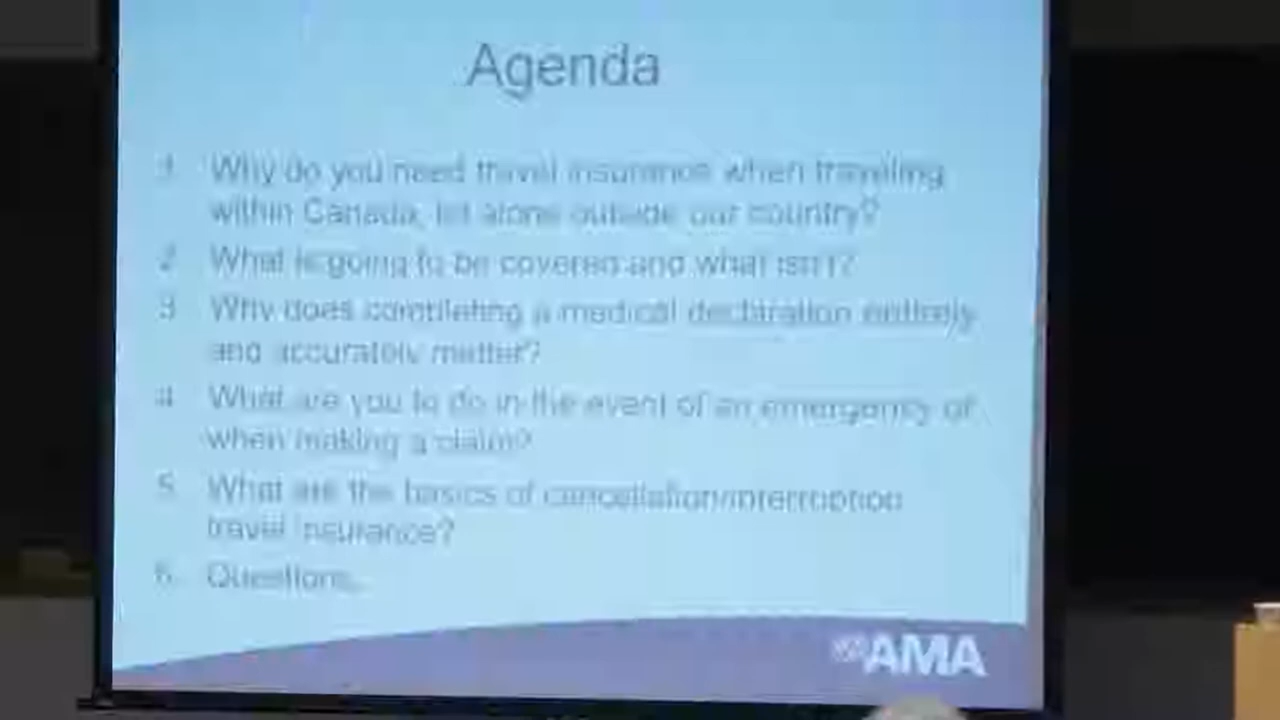 Agenda
1. Why do you need travel insurance when traveling
within Canada, let alone outside our country?
2. What is going to be covered and what isn't?
3. Why does completing a medical declaration entirely
and accurately matter?
4. What are you to do in the event of an emergency or
when making a claim?
5. What are the basics of cancellation/interruption
travel insurance?
6. Questions.
AMA